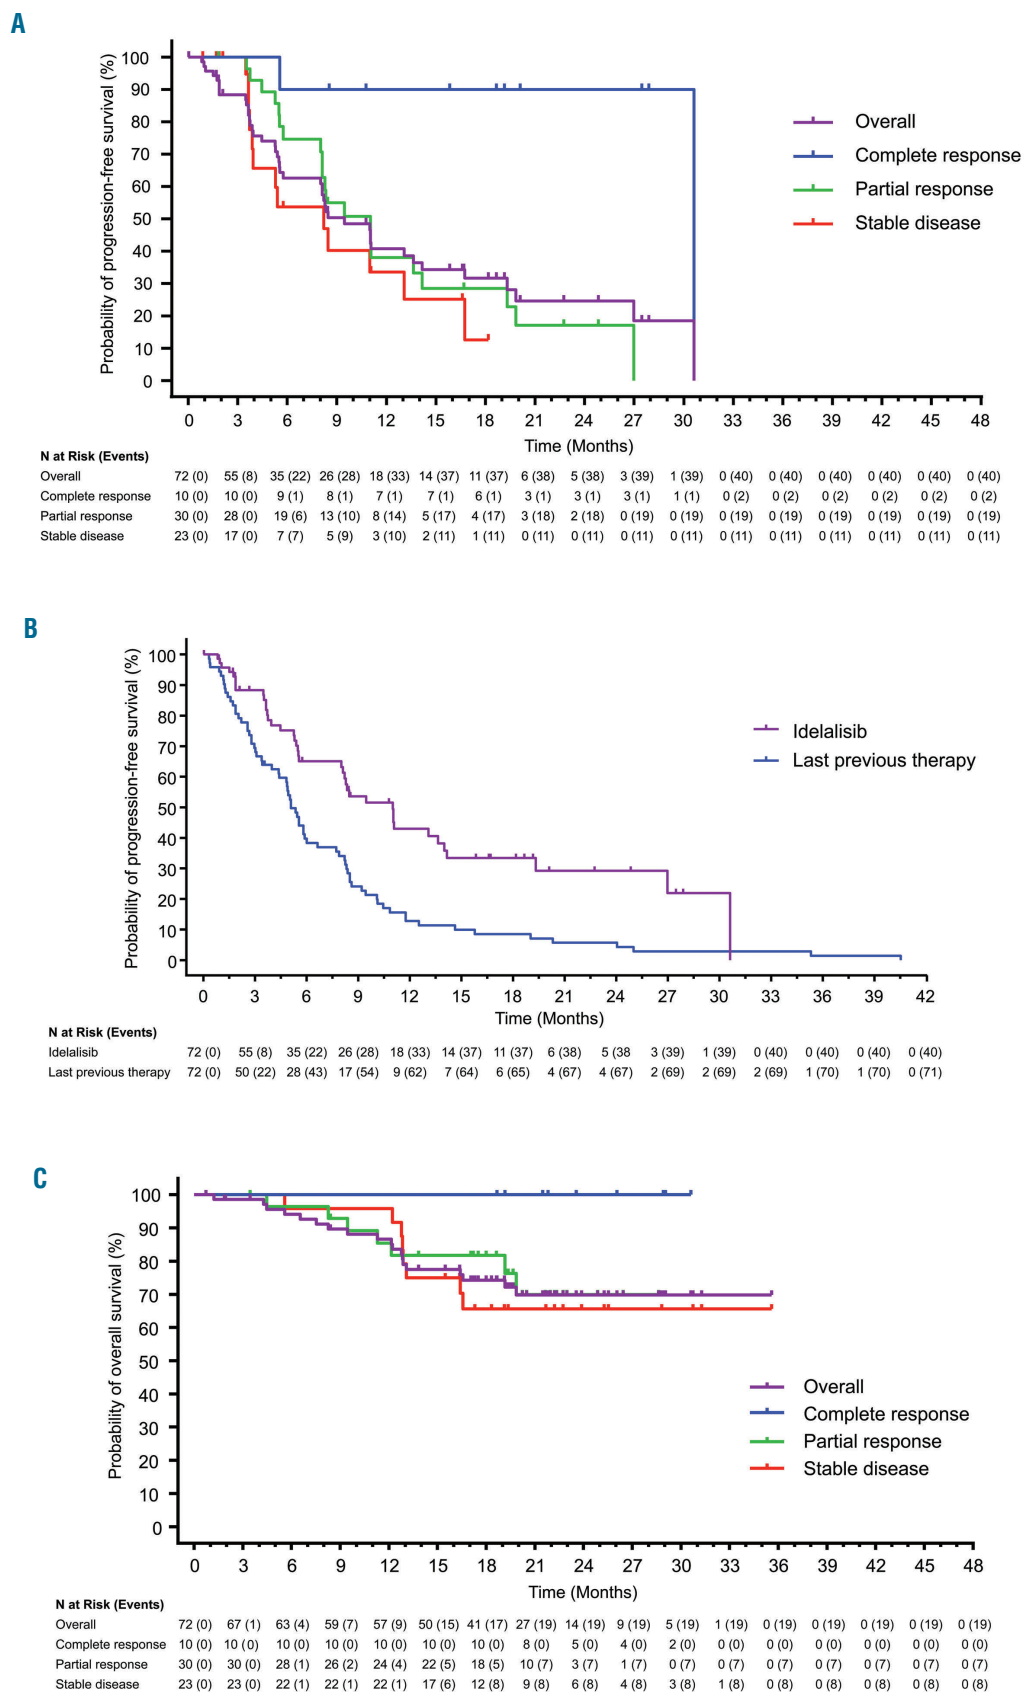 A
Probability of progression-free survival (%)
100
90
80
70
60
50
40
30
20
10
0
Overall
Complete response
Partial response
Stable disease
0 3 6 9 12 15 18 21 24 27 30 33 36 39 42 45 48
Time (Months)
N at Risk (Events)
Overall 72 (0) 55 (8) 35 (22) 26 (28) 18 (33) 14 (37) 11 (37) 6 (38) 5 (38) 3 (39) 1 (39) 0 (40) 0 (40) 0 (40) 0 (40) 0 (40) 0 (40)
Complete response 10 (0) 10 (0) 9 (1) 8 (1) 7 (1) 7 (1) 6 (1) 3 (1) 3 (1) 3 (1) 1 (1) 0 (2) 0 (2) 0 (2) 0 (2) 0 (2) 0 (2)
Partial response 30 (0) 28 (0) 19 (6) 13 (10) 8 (14) 5 (17) 4 (17) 3 (18) 2 (18) 0 (19) 0 (19) 0 (19) 0 (19) 0 (19) 0 (19) 0 (19) 0 (19)
Stable disease 23 (0) 17 (0) 7 (7) 5 (9) 3 (10) 2 (11) 1 (11) 0 (11) 0 (11) 0 (11) 0 (11) 0 (11) 0 (11) 0 (11) 0 (11) 0 (11) 0 (11)
B
Probability of progression-free survival (%)
100
90
80
70
60
50
40
30
20
10
0
Idelalisib
Last previous therapy
0 3 6 9 12 15 18 21 24 27 30 33 36 39 42
Time (Months)
N at Risk (Events)
Idelalisib 72 (0) 55 (8) 35 (22) 26 (28) 18 (33) 14 (37) 11 (37) 6 (38) 5 (38 3 (39) 1 (39) 0 (40) 0 (40) 0 (40) 0 (40)
Last previous therapy 72 (0) 50 (22) 28 (43) 17 (54) 9 (62) 7 (64) 6 (65) 4 (67) 4 (67) 2 (69) 2 (69) 2 (69) 1 (70) 1 (70) 0 (71)
C
Probability of overall survival (%)
100
90
80
70
60
50
40
30
20
10
0
Overall
Complete response
Partial response
Stable disease
0 3 6 9 12 15 18 21 24 27 30 33 36 39 42 45 48
Time (Months)
N at Risk (Events)
Overall 72 (0) 67 (1) 63 (4) 59 (7) 57 (9) 50 (15) 41 (17) 27 (19) 14 (19) 9 (19) 5 (19) 1 (19) 0 (19) 0 (19) 0 (19) 0 (19) 0 (19)
Complete response 10 (0) 10 (0) 10 (0) 10 (0) 10 (0) 10 (0) 10 (0) 8 (0) 5 (0) 4 (0) 2 (0) 0 (0) 0 (0) 0 (0) 0 (0) 0 (0) 0 (0)
Partial response 30 (0) 30 (0) 28 (1) 26 (2) 24 (4) 22 (5) 18 (5) 10 (7) 3 (7) 1 (7) 0 (7) 0 (7) 0 (7) 0 (7) 0 (7) 0 (7) 0 (7)
Stable disease 23 (0) 23 (0) 22 (1) 22 (1) 22 (1) 17 (6) 12 (8) 9 (8) 6 (8) 4 (8) 3 (8) 1 (8) 0 (8) 0 (8) 0 (8) 0 (8) 0 (8)